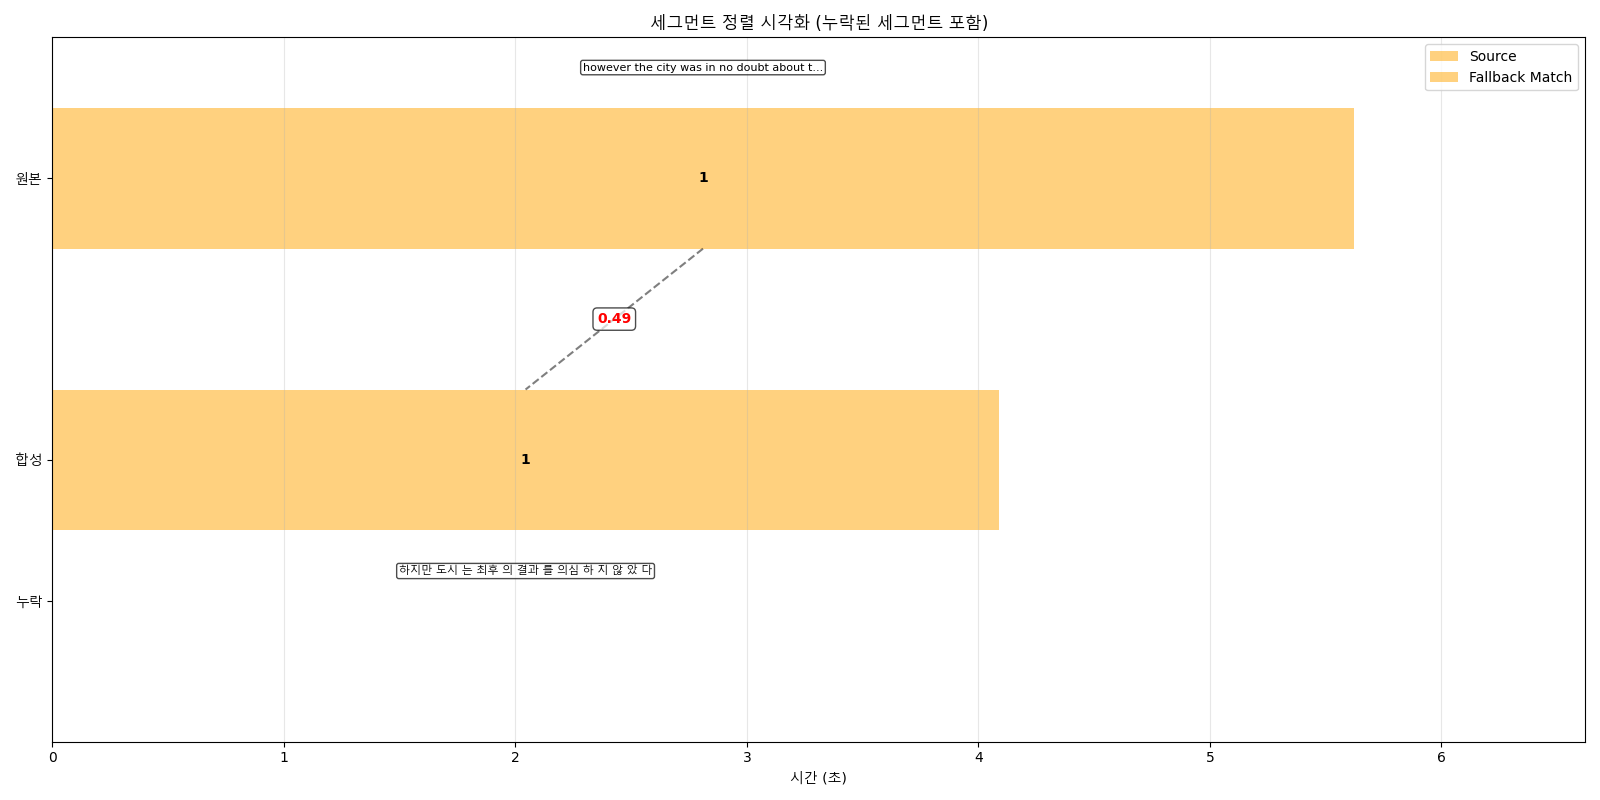 세그먼트 정렬 시각화 (누락된 세그먼트 포함)
however the city was in no doubt about t...
Source
Fallback Match
원본
1
0.49
합성
1
하지만 도시 는 최후 의 결과 를 의심 하 지 않 았 다
누락
0 1 2 3 4 5 6
시간 (초)